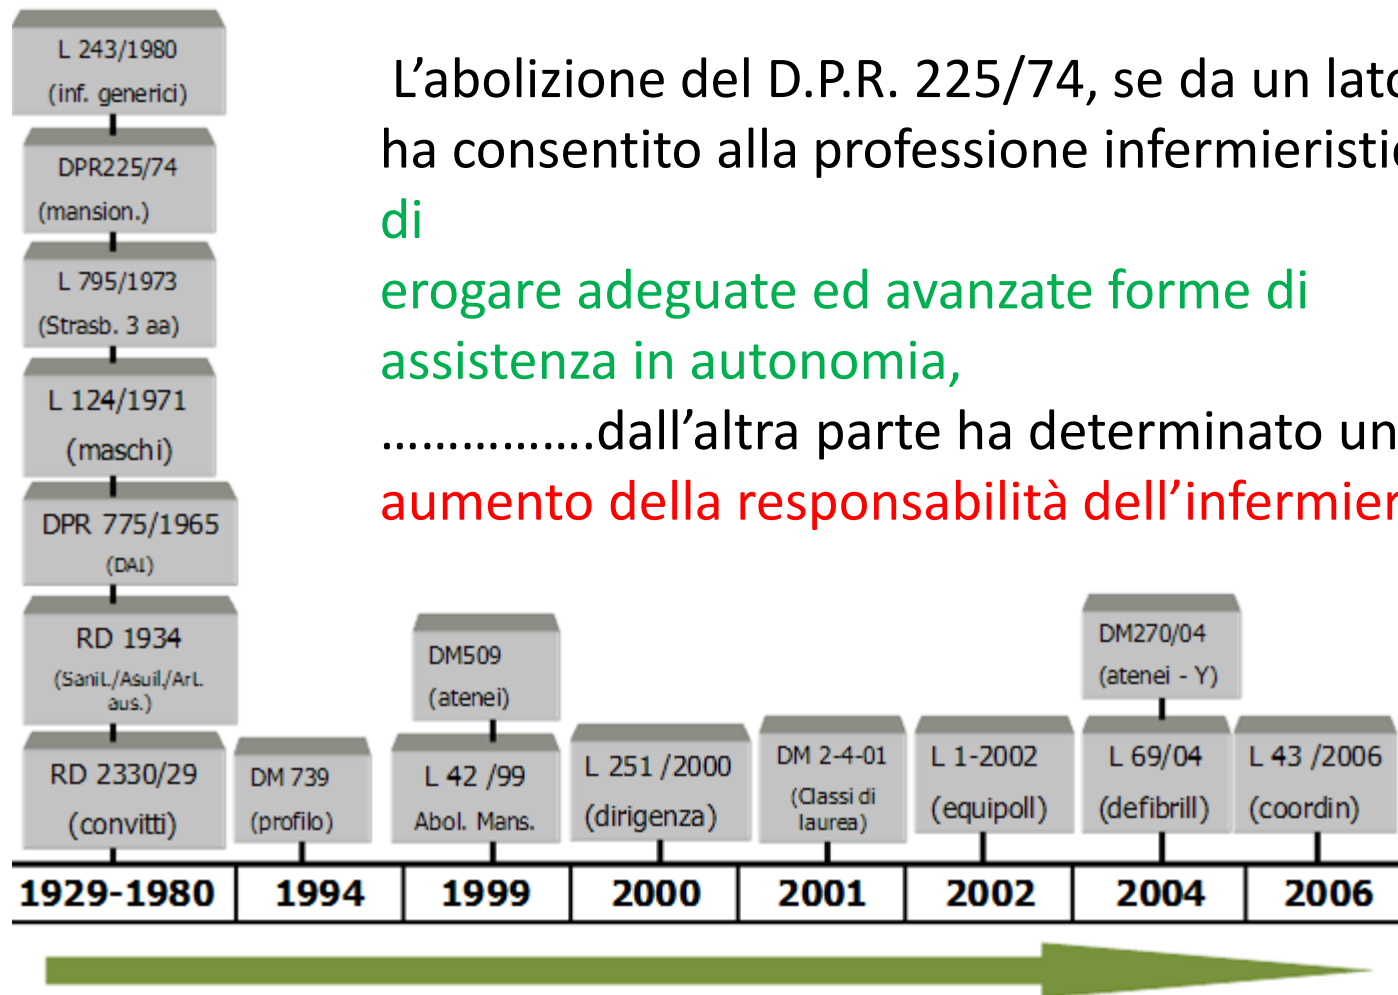 L'abolizione del D.P.R. 225/74, se da un lato
ha consentito alla professione infermieristi
di
erogare adeguate ed avanzate forme di
assistenza in autonomia,
…………….dall'altra parte ha determinato un
aumento della responsabilità dell'infermier
L 243/1980
(inf. generici)
DPR225/74
(mansion.)
L 795/1973
(Strasb. 3 aa)
L 124/1971
(maschi)
DPR 775/1965
(DAI)
RD 1934
(Sanit./Asuil./Art.
aus.)
RD 2330/29
(convitti)
DM 739
(profilo)
DM509
(atenei)
L 42 /99
Abol. Mans.
L 251 /2000
(dirigenza)
DM 2-4-01
(Classi di
laurea)
L 1-2002
(equipoll)
DM270/04
(atenei - Y)
L 69/04
(defibrill)
L 43 /2006
(coordin)
1929-1980 1994 1999 2000 2001 2002 2004 2006